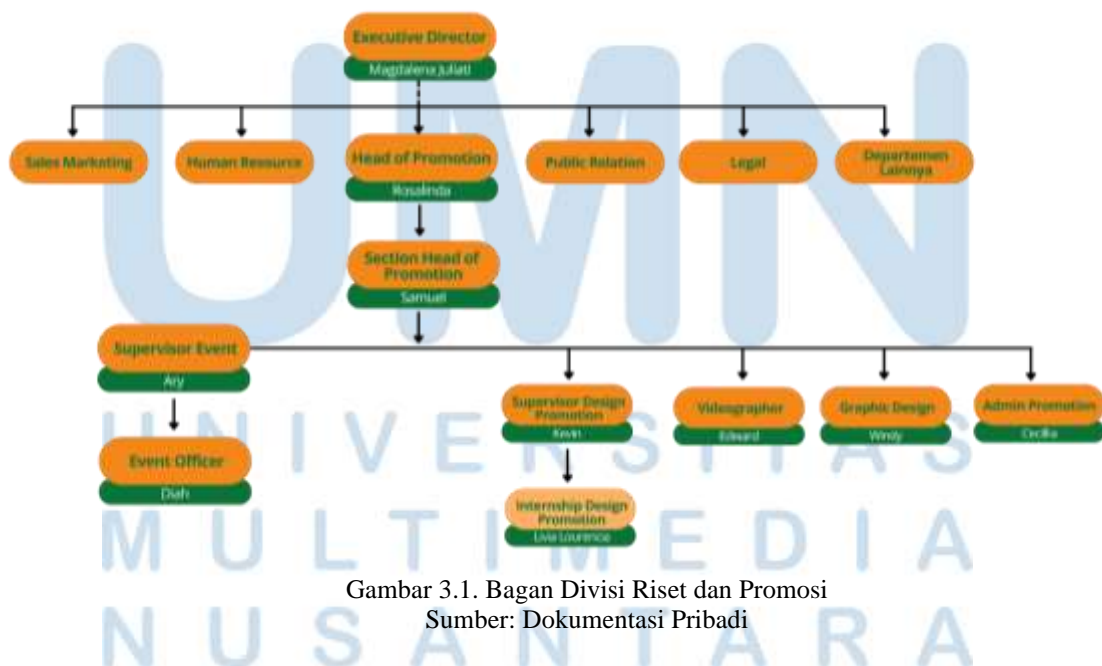 Executive Director
Magdalena Juliati
Sales Marketing
Human Resource
Head of Promotion
Rosalinda
Public Relation
Legal
Departemen
Lainnya
Section Head of
Promotion
Samuel
Supervisor Event
Ary
Supervisor Design
Promotion
Kevin
Videographer
Edward
Graphic Design
Windy
Admin Promotion
Cecilia
Event Officer
Diah
Internship Design
Promotion
Livia Lourencia
UMN
UNIVERSITAS
MULTIMEDIA
NUSANTARA
Gambar 3.1. Bagan Divisi Riset dan Promosi
Sumber: Dokumentasi Pribadi